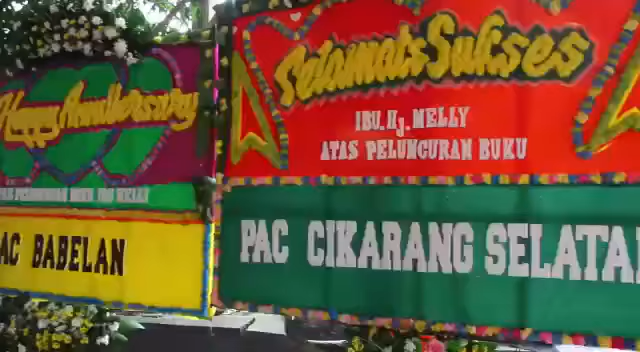 Happy Anniversary
AC BABELAN
Selamat & Sukses
IBU. Hj. MELLY
ATAS PELUNCURAN BUKU
PAC CIKARANG SELATA